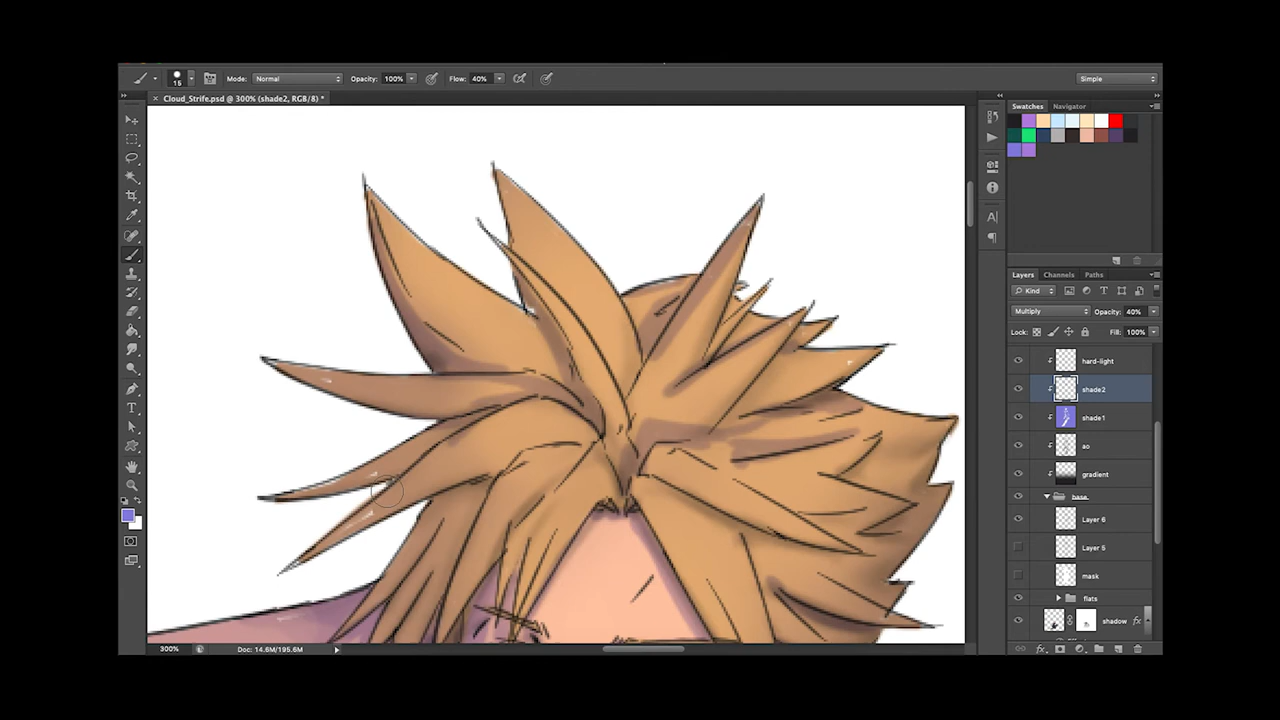 15 Mode: Normal Opacity: 100% Flow: 40% Simple
× Cloud_Strife.psd @ 300% (shade2, RGB/8) *
Swatches Navigator
Layers Channels Paths
Kind
Multiply Opacity: 40%
Lock: Fill: 100%
hard-light
shade2
shade1
ao
gradient
base
Layer 6
Layer 5
mask
flats
shadow fx
300% Doc: 14.6M/195.6M